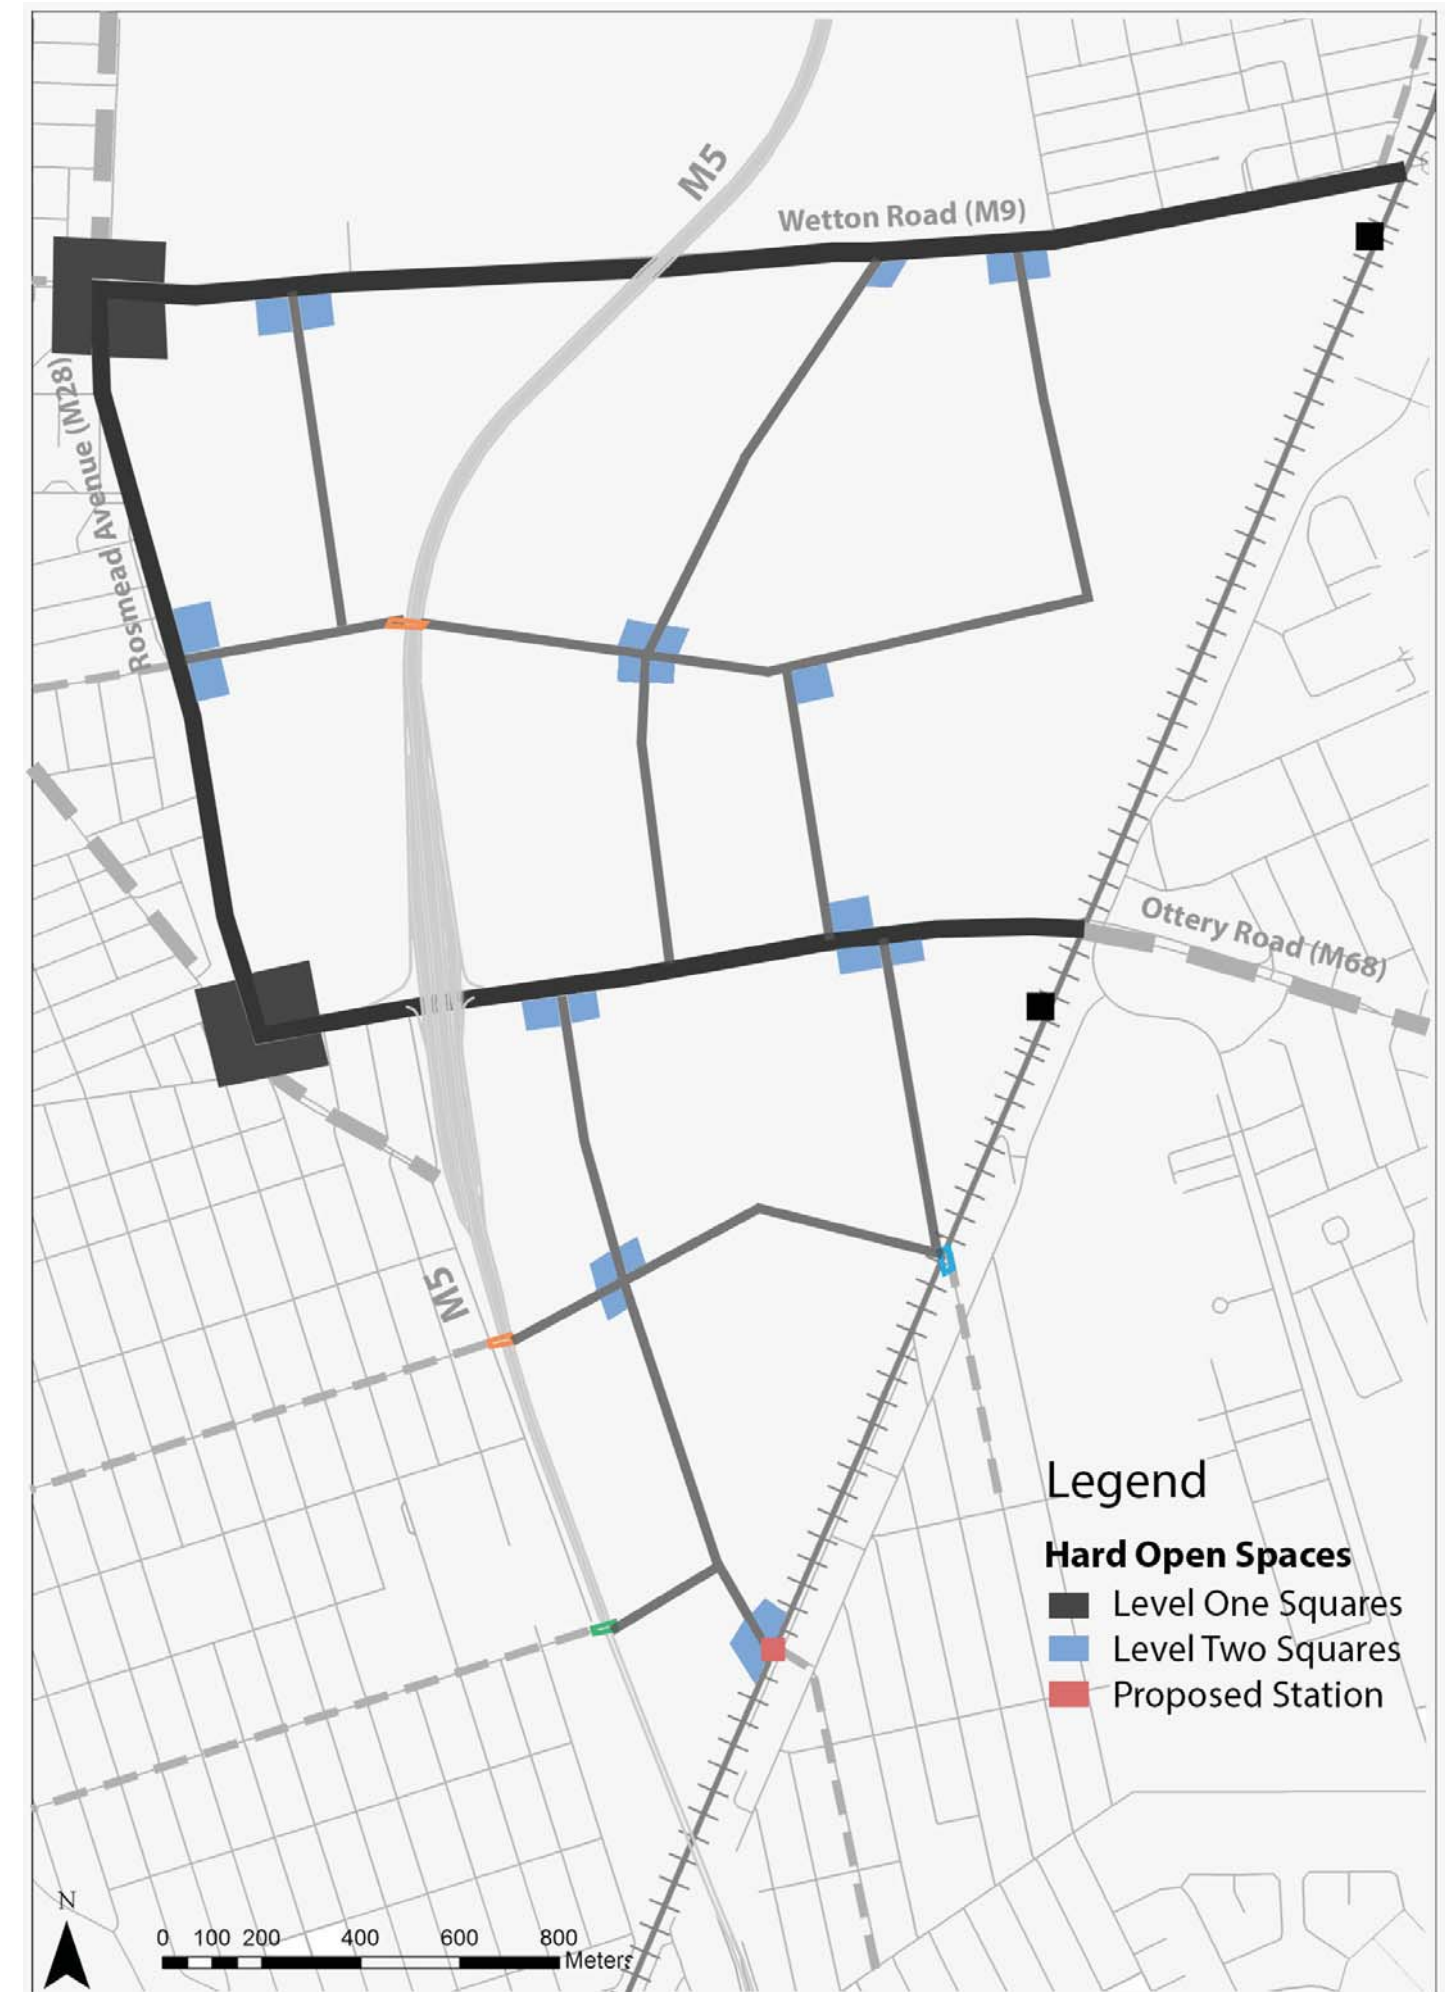 M5
Wetton Road (M9)
Rosmead Avenue (M28)
Ottery Road (M68)
M5
Legend
Hard Open Spaces
Level One Squares
Level Two Squares
Proposed Station
N
0 100 200 400 600 800
Meters